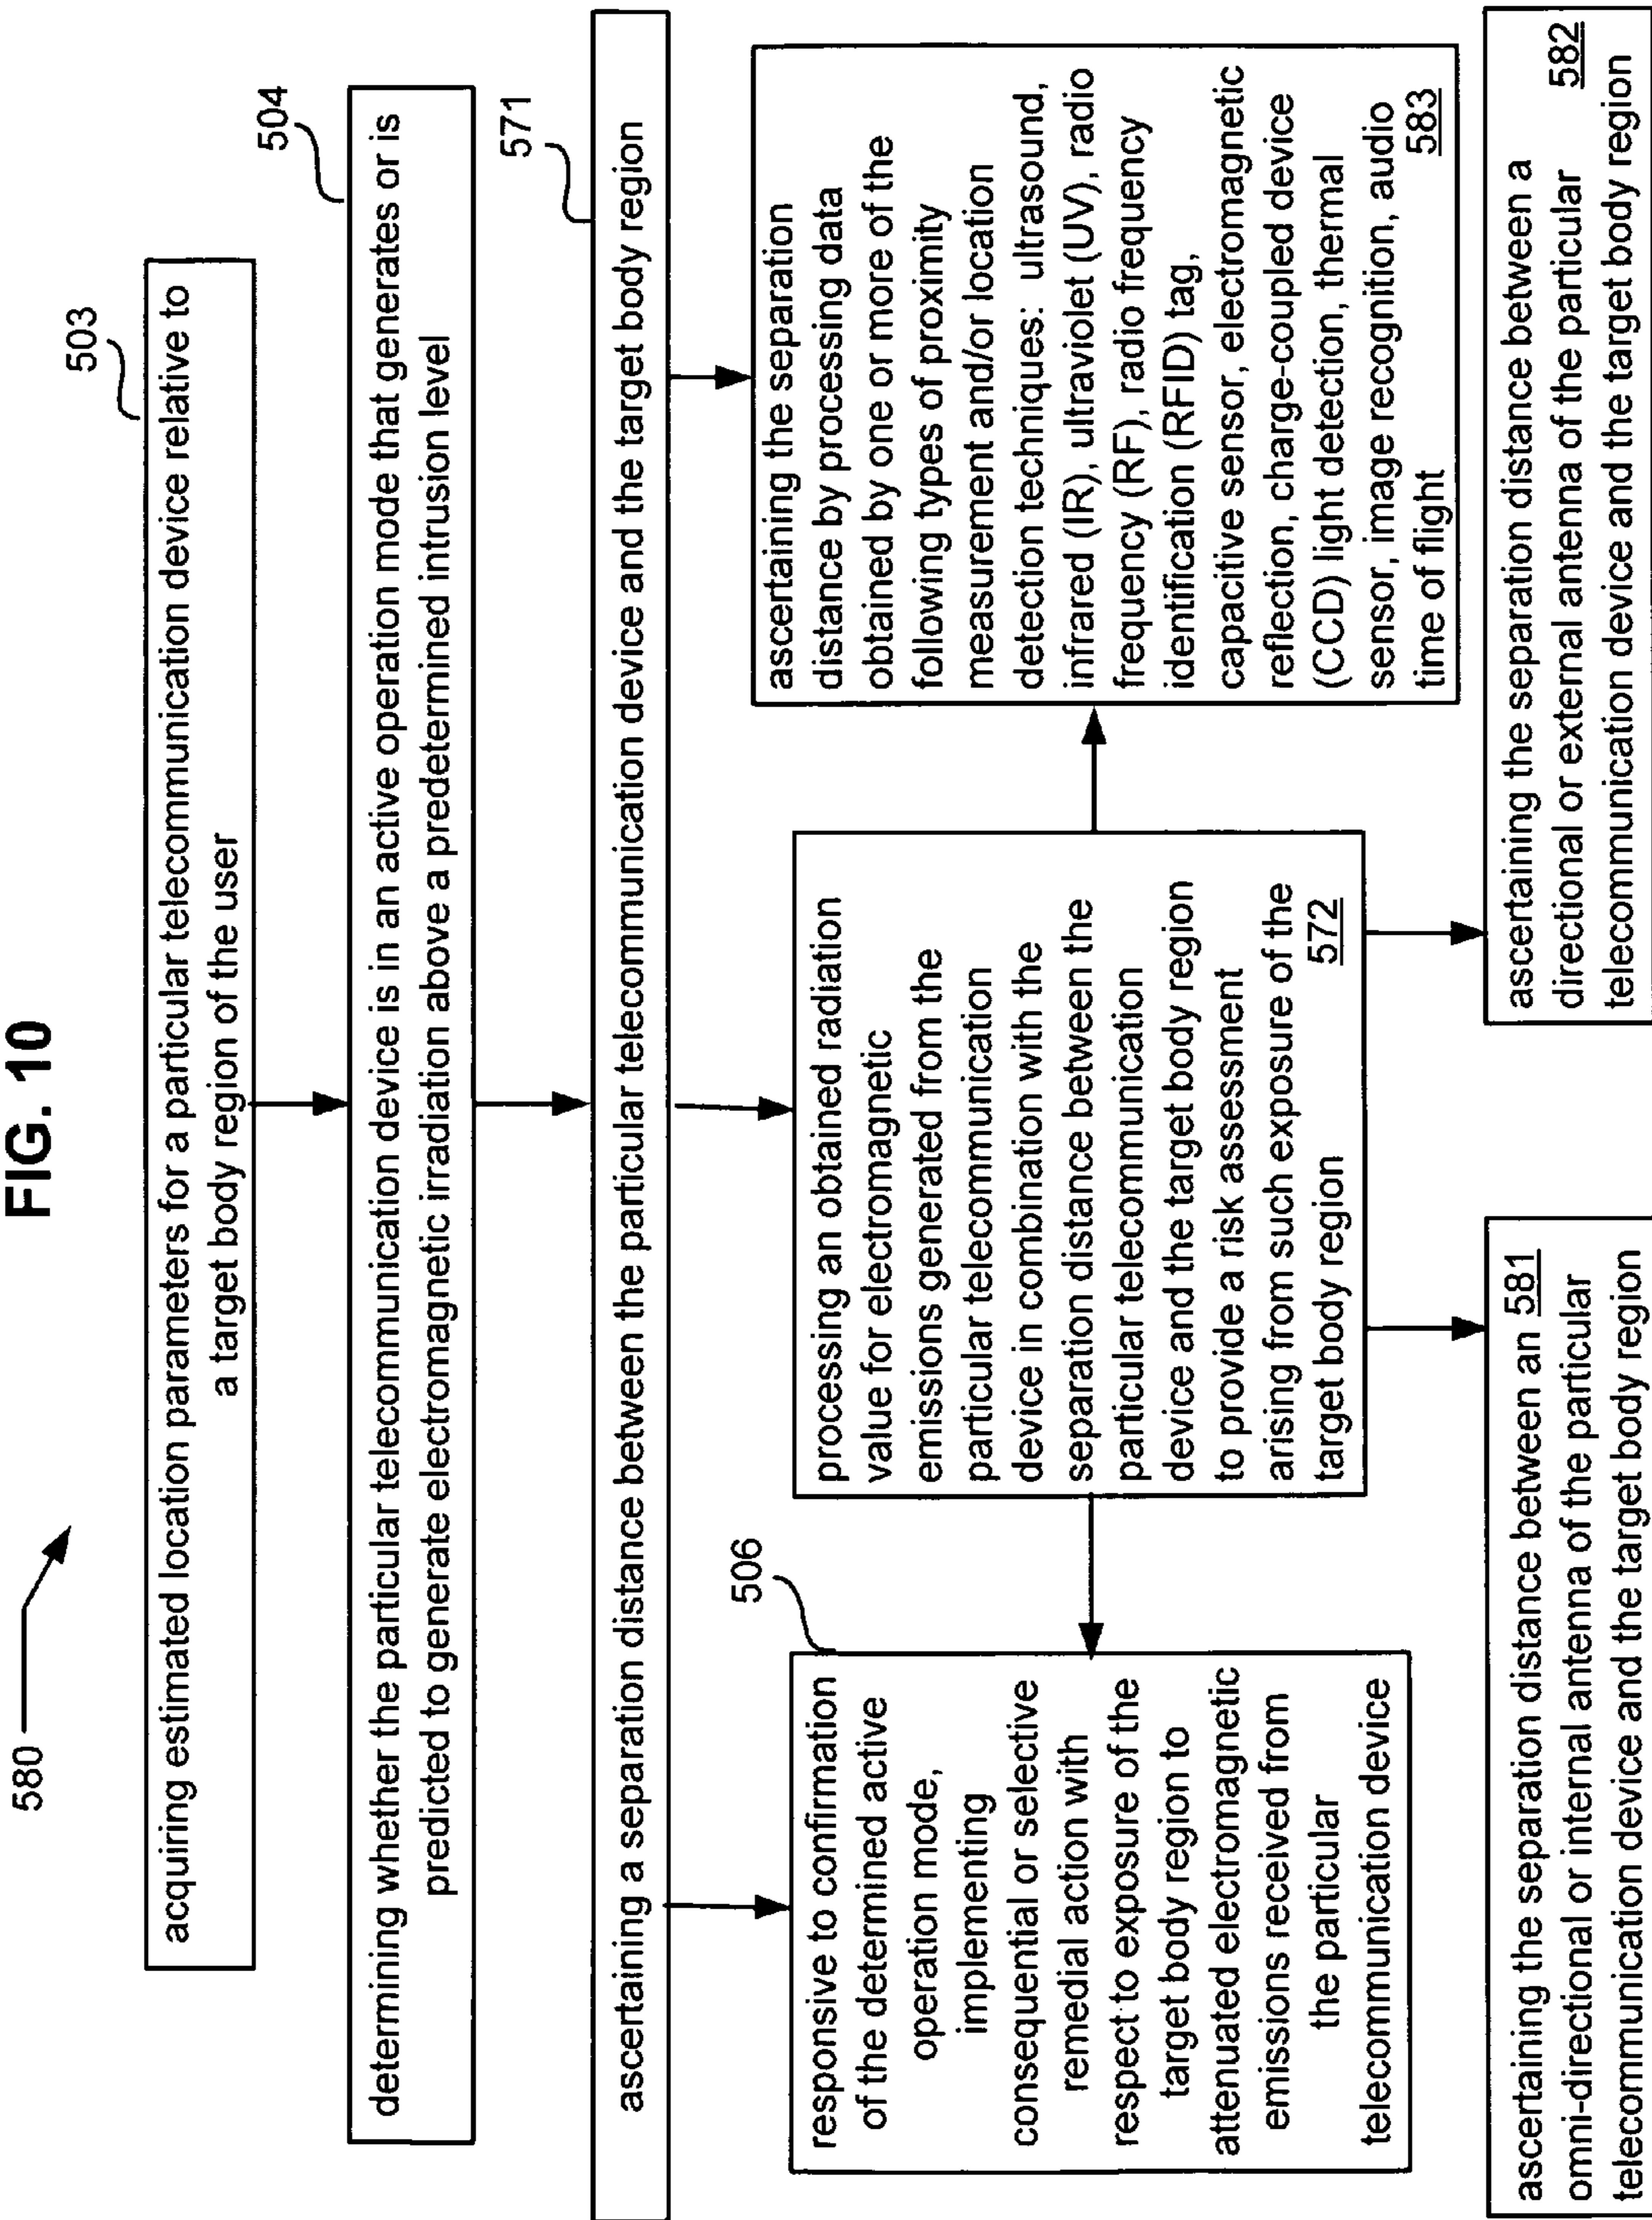 FIG. 10
580
503
acquiring estimated location parameters for a particular telecommunication device relative to
a target body region of the user
504
determining whether the particular telecommunication device is in an active operation mode that generates or is
predicted to generate electromagnetic irradiation above a predetermined intrusion level
571
ascertaining a separation distance between the particular telecommunication device and the target body region
506
responsive to confirmation
of the determined active
operation mode,
implementing
consequential or selective
remedial action with
respect to exposure of the
target body region to
attenuated electromagnetic
emissions received from
the particular
telecommunication device
processing an obtained radiation
value for electromagnetic
emissions generated from the
particular telecommunication
device in combination with the
separation distance between the
particular telecommunication
device and the target body region
to provide a risk assessment
arising from such exposure of the
target body region 572
ascertaining the separation
distance by processing data
obtained by one or more of the
following types of proximity
measurement and/or location
detection techniques: ultrasound,
infrared (IR), ultraviolet (UV), radio
frequency (RF), radio frequency
identification (RFID) tag,
capacitive sensor, electromagnetic
reflection, charge-coupled device
(CCD) light detection, thermal
sensor, image recognition, audio
time of flight 583
ascertaining the separation distance between an 581
omni-directional or internal antenna of the particular
telecommunication device and the target body region
ascertaining the separation distance between a
directional or external antenna of the particular 582
telecommunication device and the target body region